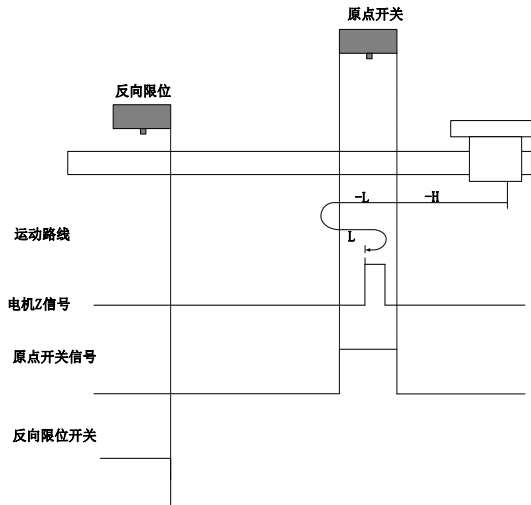 原点开关
反向限位
-L
-H
运动路线
L
电机Z信号
原点开关信号
反向限位开关